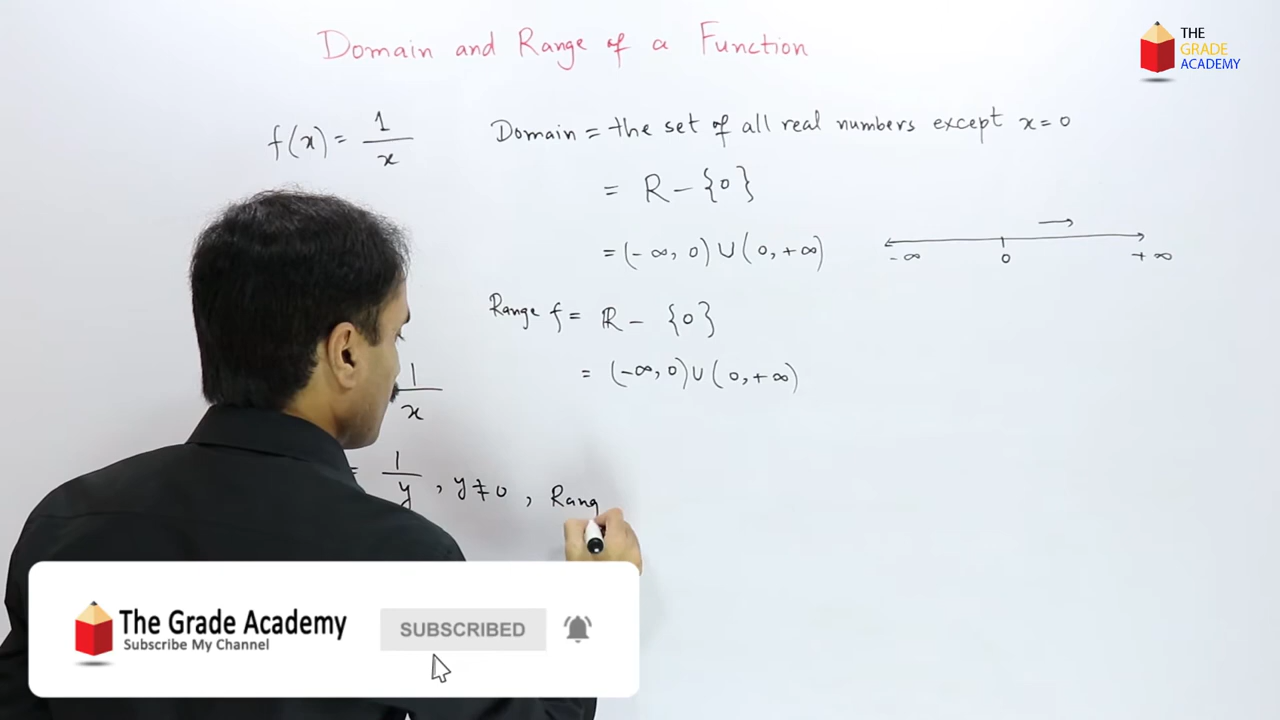 Domain and Range of a Function
THE
GRADE
ACADEMY
f(x) = 1/x
Domain = the set of all real numbers except x = 0
= R - {0}
= (-∞, 0) ∪ (0, +∞)
-∞ 0 +∞
Range f = R - {0}
= (-∞, 0) ∪ (0, +∞)
1/x
= 1/y , y ≠ 0 , Rang
The Grade Academy
Subscribe My Channel
SUBSCRIBED